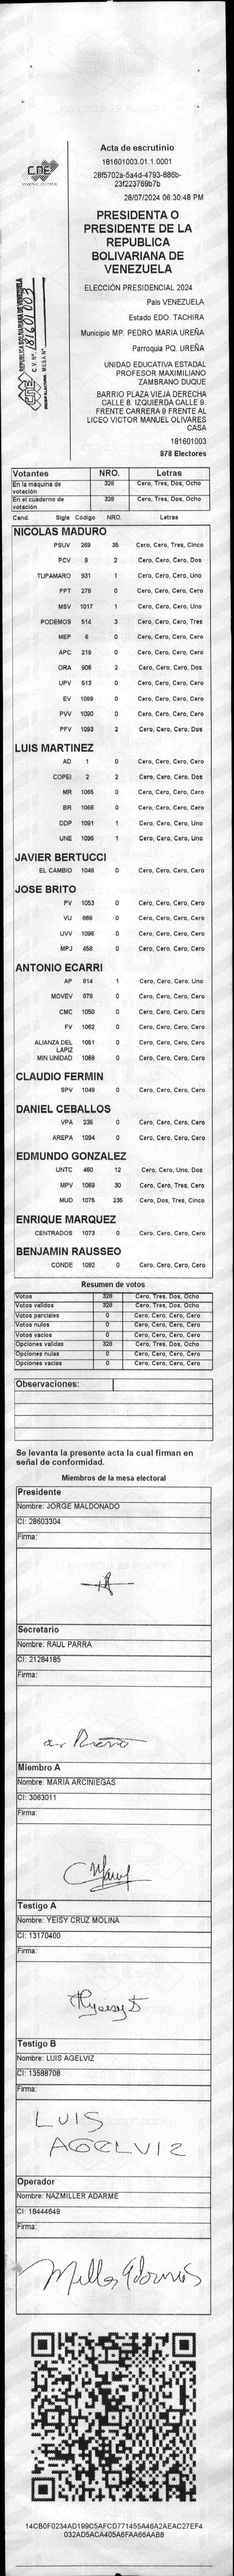 CNE
Acta de escrutinio
181601003.01.1.0001
28f5702a-5a4d-4793-886b-
23f223769b7b
28/07/2024 06:30:48 PM
PRESIDENTA O
PRESIDENTE DE LA
REPUBLICA
BOLIVARIANA DE
VENEZUELA
ELECCIÓN PRESIDENCIAL 2024
País VENEZUELA
Estado EDO. TACHIRA
Municipio MP. PEDRO MARIA UREÑA
Parroquia PQ. UREÑA
UNIDAD EDUCATIVA ESTADAL
PROFESOR MAXIMILIANO
ZAMBRANO DUQUE
BARRIO PLAZA VIEJA DERECHA
CALLE 8. IZQUIERDA CALLE 9.
FRENTE CARRERA 9 FRENTE AL
LICEO VICTOR MANUEL OLIVARES
CASA
181601003
878 Electores
REPUBLICA BOLIVARIANA DE VENEZUELA
CNE
C.V. Nº 181601003
MESA Nº
Votantes NRO. Letras
En la máquina de votación 328 Cero, Tres, Dos, Ocho
En el cuaderno de votación 328 Cero, Tres, Dos, Ocho
Cand. Sigla Código NRO. Letras
NICOLAS MADURO
PSUV 269 35 Cero, Cero, Tres, Cinco
PCV 9 2 Cero, Cero, Cero, Dos
TUPAMARO 931 1 Cero, Cero, Cero, Uno
PPT 276 0 Cero, Cero, Cero, Cero
MSV 1017 1 Cero, Cero, Cero, Uno
PODEMOS 514 3 Cero, Cero, Cero, Tres
MEP 6 0 Cero, Cero, Cero, Cero
APC 219 0 Cero, Cero, Cero, Cero
ORA 906 2 Cero, Cero, Cero, Dos
UPV 513 0 Cero, Cero, Cero, Cero
EV 1089 0 Cero, Cero, Cero, Cero
PVV 1090 0 Cero, Cero, Cero, Cero
PFV 1093 2 Cero, Cero, Cero, Dos
LUIS MARTINEZ
AD 1 0 Cero, Cero, Cero, Cero
COPEI 2 2 Cero, Cero, Cero, Dos
MR 1065 0 Cero, Cero, Cero, Cero
BR 1066 0 Cero, Cero, Cero, Cero
DDP 1091 1 Cero, Cero, Cero, Uno
UNE 1095 1 Cero, Cero, Cero, Uno
JAVIER BERTUCCI
EL CAMBIO 1048 0 Cero, Cero, Cero, Cero
JOSE BRITO
PV 1053 0 Cero, Cero, Cero, Cero
VU 968 0 Cero, Cero, Cero, Cero
UVV 1096 0 Cero, Cero, Cero, Cero
MPJ 458 0 Cero, Cero, Cero, Cero
ANTONIO ECARRI
AP 914 1 Cero, Cero, Cero, Uno
MOVEV 879 0 Cero, Cero, Cero, Cero
CMC 1050 0 Cero, Cero, Cero, Cero
FV 1062 0 Cero, Cero, Cero, Cero
ALIANZA DEL LAPIZ 1051 0 Cero, Cero, Cero, Cero
MIN UNIDAD 1068 0 Cero, Cero, Cero, Cero
CLAUDIO FERMIN
SPV 1049 0 Cero, Cero, Cero, Cero
DANIEL CEBALLOS
VPA 236 0 Cero, Cero, Cero, Cero
AREPA 1094 0 Cero, Cero, Cero, Cero
EDMUNDO GONZALEZ
UNTC 460 12 Cero, Cero, Uno, Dos
MPV 1069 30 Cero, Cero, Tres, Cero
MUD 1075 235 Cero, Dos, Tres, Cinco
ENRIQUE MARQUEZ
CENTRADOS 1073 0 Cero, Cero, Cero, Cero
BENJAMIN RAUSSEO
CONDE 1092 0 Cero, Cero, Cero, Cero
Resumen de votos
Votos 328 Cero, Tres, Dos, Ocho
Votos validos 328 Cero, Tres, Dos, Ocho
Votos parciales 0 Cero, Cero, Cero, Cero
Votos nulos 0 Cero, Cero, Cero, Cero
Votos vacios 0 Cero, Cero, Cero, Cero
Opciones validas 328 Cero, Tres, Dos, Ocho
Opciones nulas 0 Cero, Cero, Cero, Cero
Opciones vacias 0 Cero, Cero, Cero, Cero
Observaciones:
Se levanta la presente acta la cual firman en
señal de conformidad.
Miembros de la mesa electoral
Presidente
Nombre: JORGE MALDONADO
CI: 28603304
Firma:
Secretario
Nombre: RAUL PARRA
CI: 21284185
Firma:
Miembro A
Nombre: MARIA ARCINIEGAS
CI: 3063011
Firma:
Testigo A
Nombre: YEISY CRUZ MOLINA
CI: 13170400
Firma:
Testigo B
Nombre: LUIS AGELVIZ
CI: 13588708
Firma:
LUIS
AGELVIZ
Operador
Nombre: NAZMILLER ADARME
CI: 18444649
Firma:
14CB0F0234AD199C5AFCD771455A46A2AEAC27EF4
032AD5ACA405A6FAA66AAB8